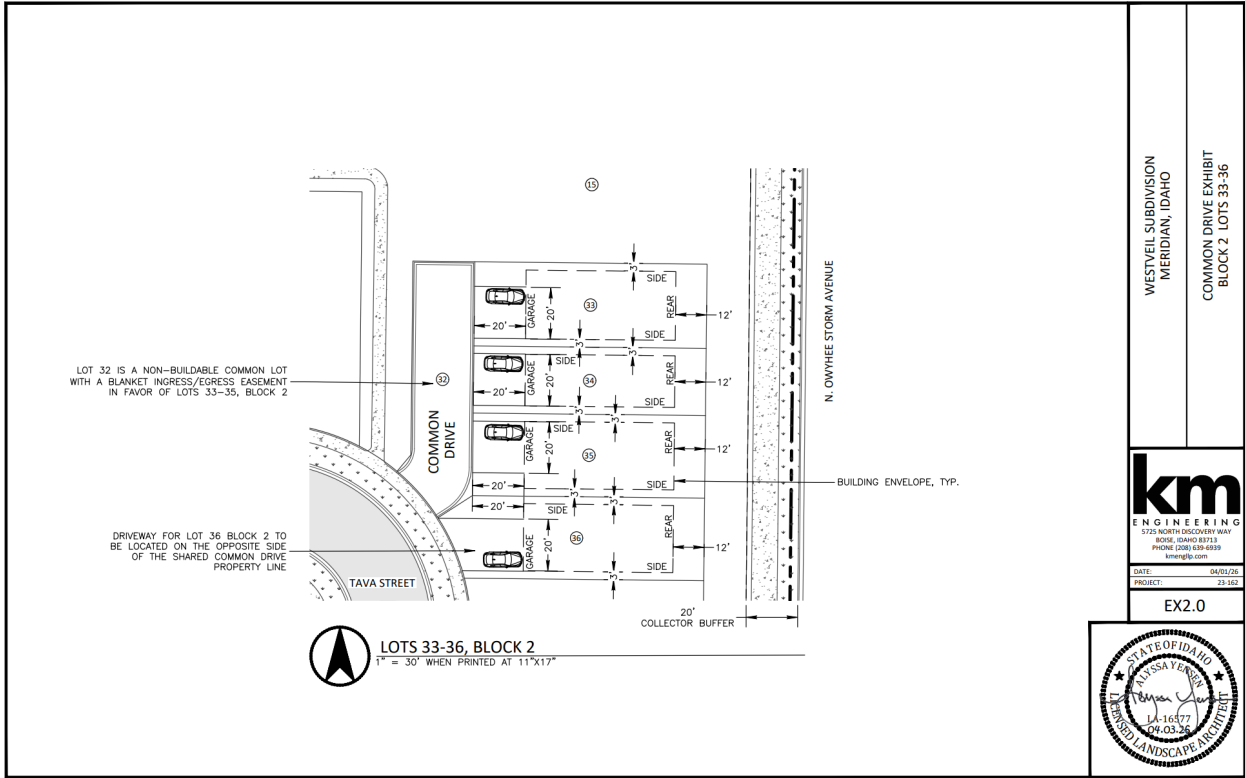 15
3'
SIDE
33
GARAGE
20'
20'
REAR
12'
SIDE
3'
3'
SIDE
34
GARAGE
20'
20'
REAR
12'
SIDE
3'
3'
SIDE
35
GARAGE
20'
20'
REAR
12'
SIDE
3'
3'
20'
SIDE
36
GARAGE
20'
REAR
12'
SIDE
3'
LOT 32 IS A NON-BUILDABLE COMMON LOT
WITH A BLANKET INGRESS/EGRESS EASEMENT
IN FAVOR OF LOTS 33-35, BLOCK 2
32
COMMON
DRIVE
BUILDING ENVELOPE, TYP.
DRIVEWAY FOR LOT 36 BLOCK 2 TO
BE LOCATED ON THE OPPOSITE SIDE
OF THE SHARED COMMON DRIVE
PROPERTY LINE
TAVA STREET
N. OWYHEE STORM AVENUE
20'
COLLECTOR BUFFER
LOTS 33-36, BLOCK 2
1" = 30' WHEN PRINTED AT 11"X17"
WESTVEIL SUBDIVISION
MERIDIAN, IDAHO
COMMON DRIVE EXHIBIT
BLOCK 2 LOTS 33-36
km
ENGINEERING
5725 NORTH DISCOVERY WAY
BOISE, IDAHO 83713
PHONE (208) 639-6939
kmengllp.com
DATE: 04/01/26
PROJECT: 23-162
EX2.0
STATE OF IDAHO
ALYSSA YENSEN
LA-16577
04.03.26
LICENSED LANDSCAPE ARCHITECT